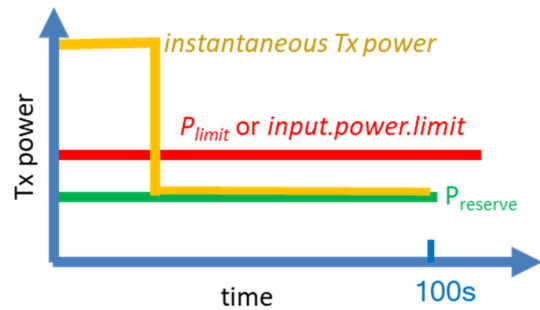 instantaneous Tx power
Plimit or input.power.limit
Tx power
Preserve
100s
time